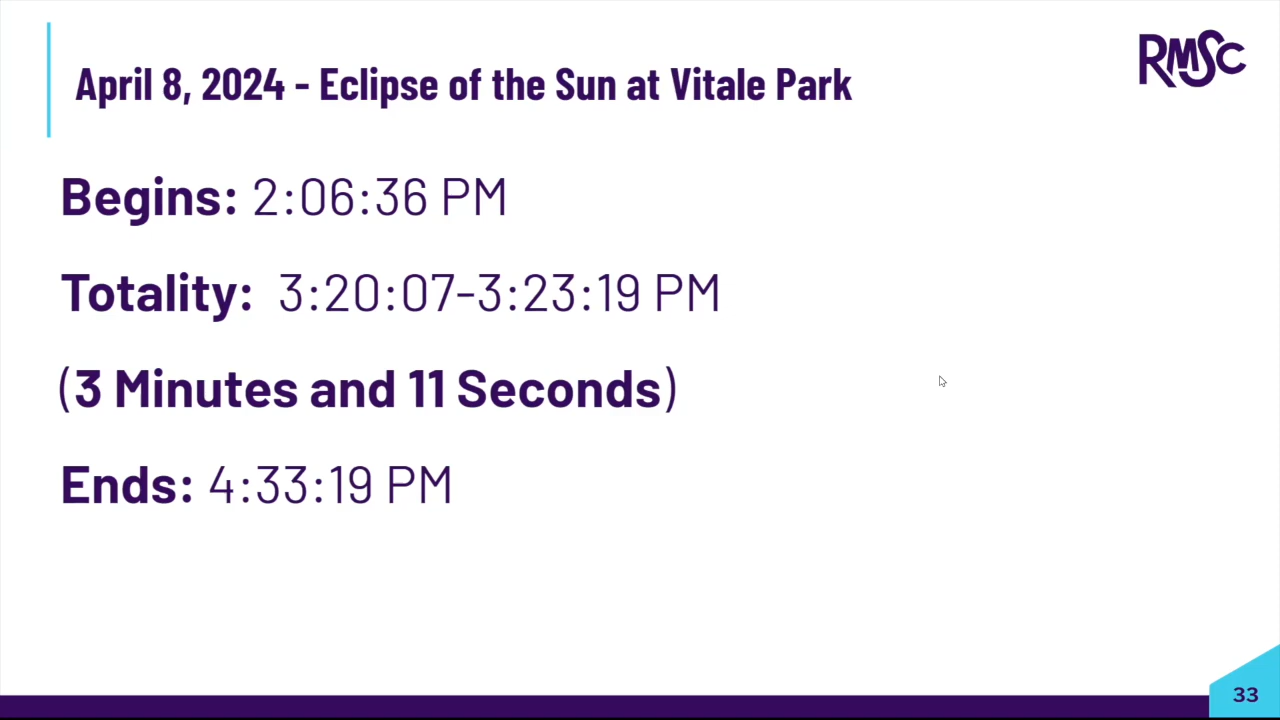 RMSC
April 8, 2024 - Eclipse of the Sun at Vitale Park
Begins: 2:06:36 PM
Totality: 3:20:07-3:23:19 PM
(3 Minutes and 11 Seconds)
Ends: 4:33:19 PM
33